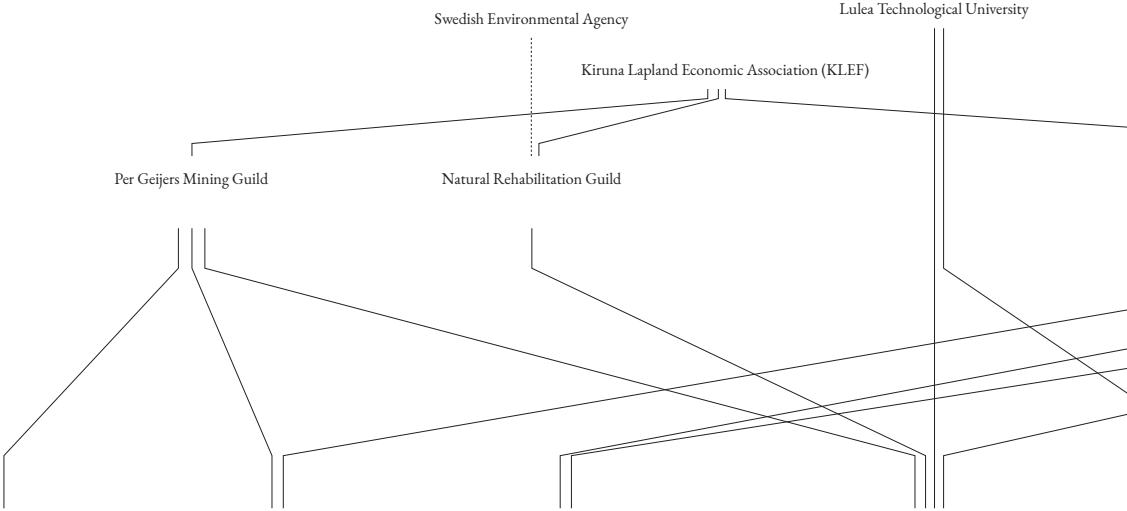 Lulea Technological University
Swedish Environmental Agency
Kiruna Lapland Economic Association (KLEF)
Per Geijers Mining Guild
Natural Rehabilitation Guild